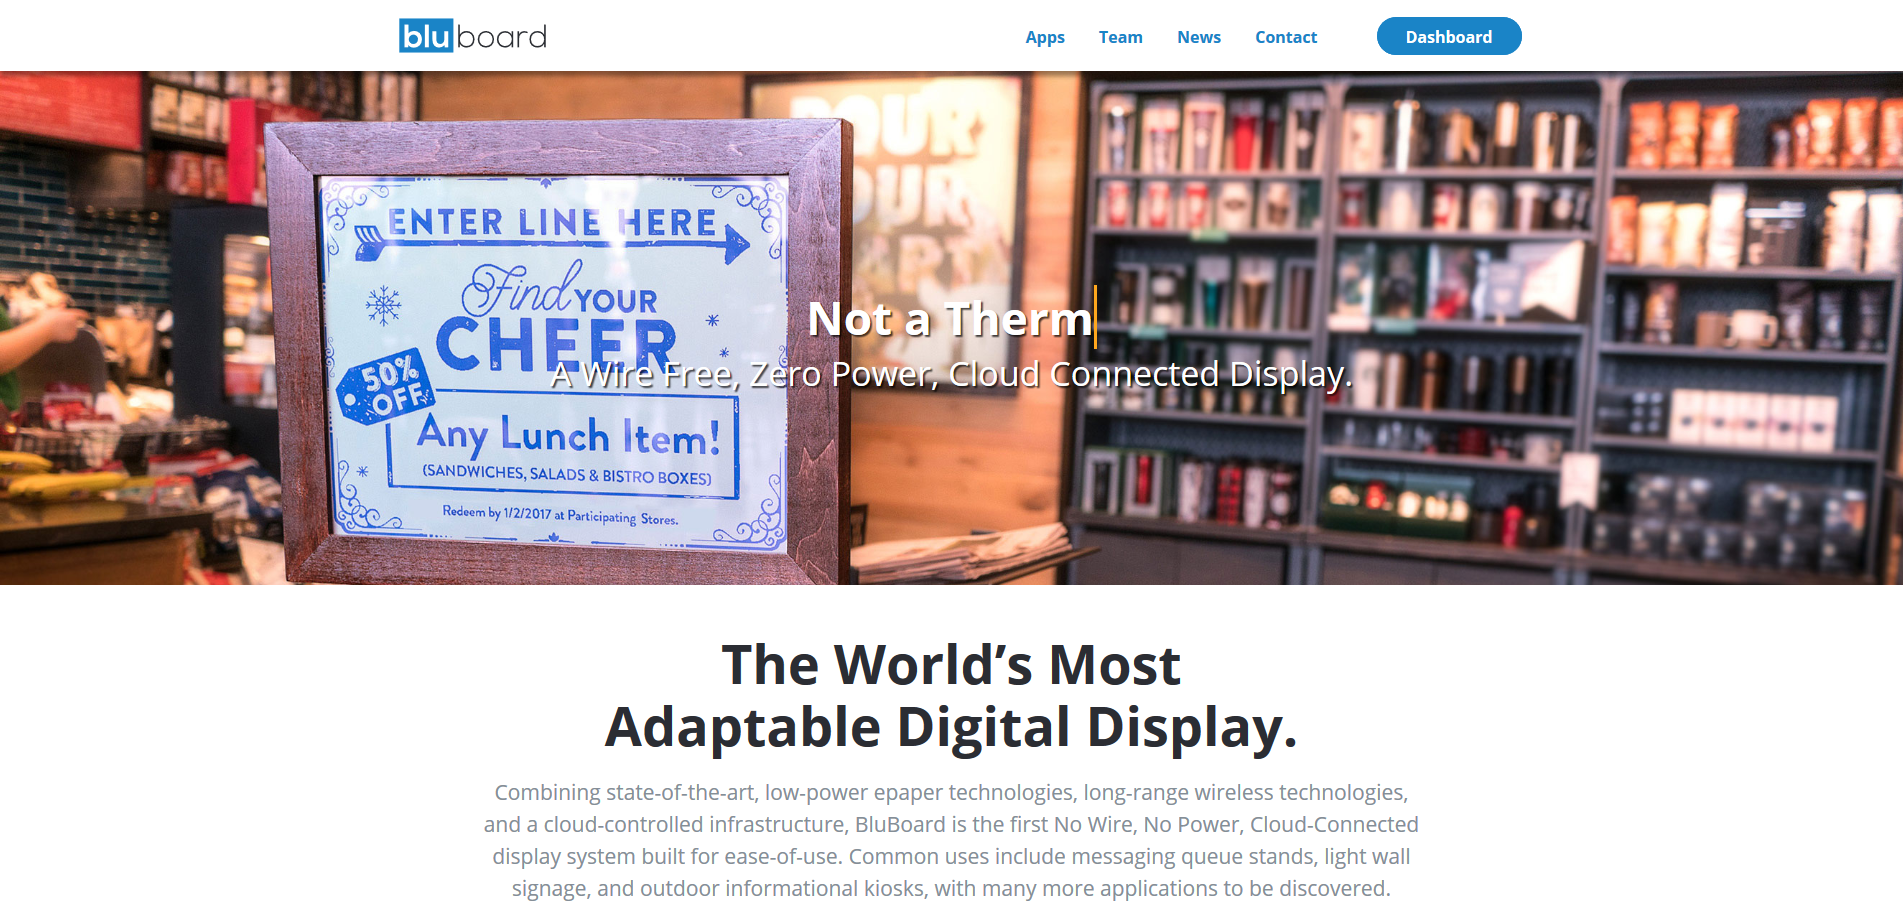 bluboard
Apps Team News Contact Dashboard
ENTER LINE HERE
Find YOUR
CHEER
50%
OFF
Any Lunch Item!
(SANDWICHES, SALADS & BISTRO BOXES)
Redeem by 1/2/2017 at Participating Stores.
Not a Therm
A Wire Free, Zero Power, Cloud Connected Display.
The World’s Most
Adaptable Digital Display.
Combining state-of-the-art, low-power epaper technologies, long-range wireless technologies,
and a cloud-controlled infrastructure, BluBoard is the first No Wire, No Power, Cloud-Connected
display system built for ease-of-use. Common uses include messaging queue stands, light wall
signage, and outdoor informational kiosks, with many more applications to be discovered.